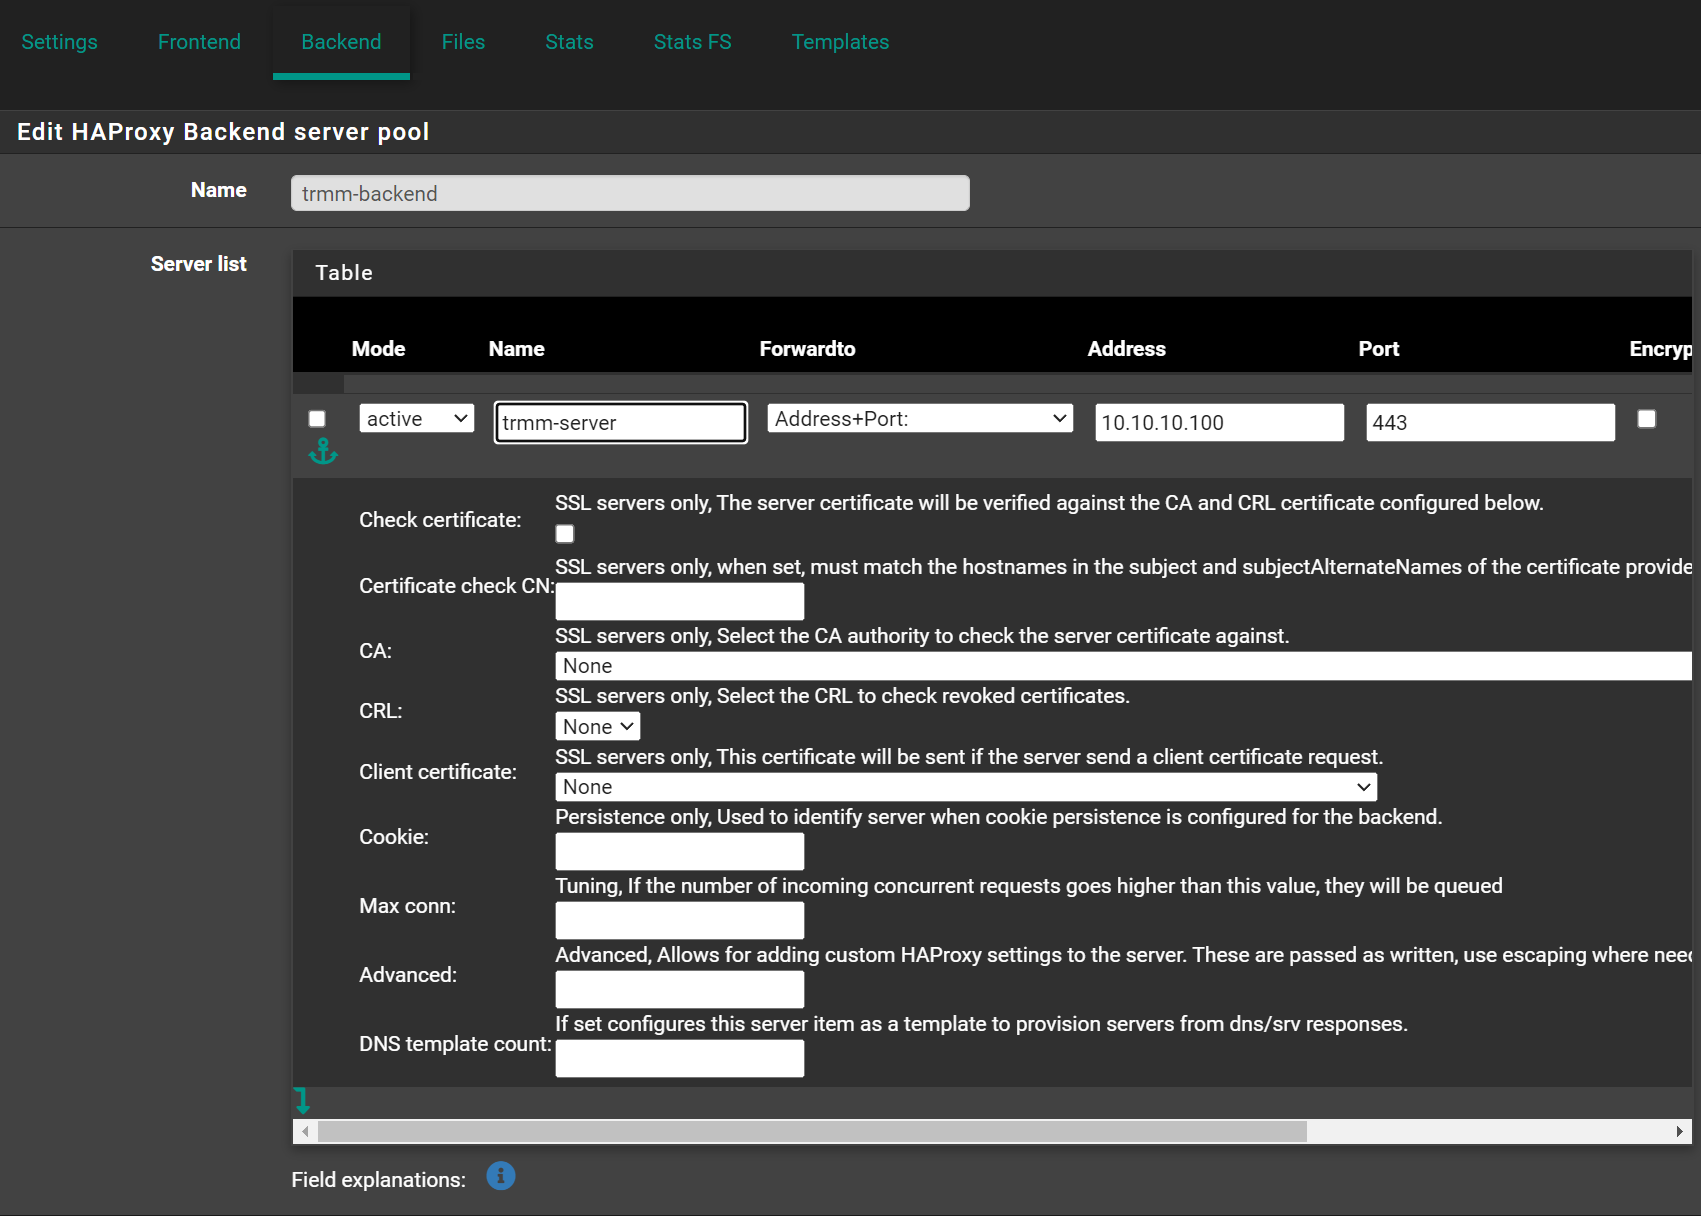 Settings Frontend Backend Files Stats Stats FS Templates
Edit HAProxy Backend server pool
Name trmm-backend
Server list
Table
Mode Name Forwardto Address Port Encryp
active trmm-server Address+Port: 10.10.10.100 443
SSL servers only, The server certificate will be verified against the CA and CRL certificate configured below.
Check certificate:
SSL servers only, when set, must match the hostnames in the subject and subjectAlternateNames of the certificate provide
Certificate check CN:
SSL servers only, Select the CA authority to check the server certificate against.
CA:
None
SSL servers only, Select the CRL to check revoked certificates.
CRL:
None
SSL servers only, This certificate will be sent if the server send a client certificate request.
Client certificate:
None
Persistence only, Used to identify server when cookie persistence is configured for the backend.
Cookie:
Tuning, If the number of incoming concurrent requests goes higher than this value, they will be queued
Max conn:
Advanced, Allows for adding custom HAProxy settings to the server. These are passed as written, use escaping where need
Advanced:
If set configures this server item as a template to provision servers from dns/srv responses.
DNS template count:
Field explanations: